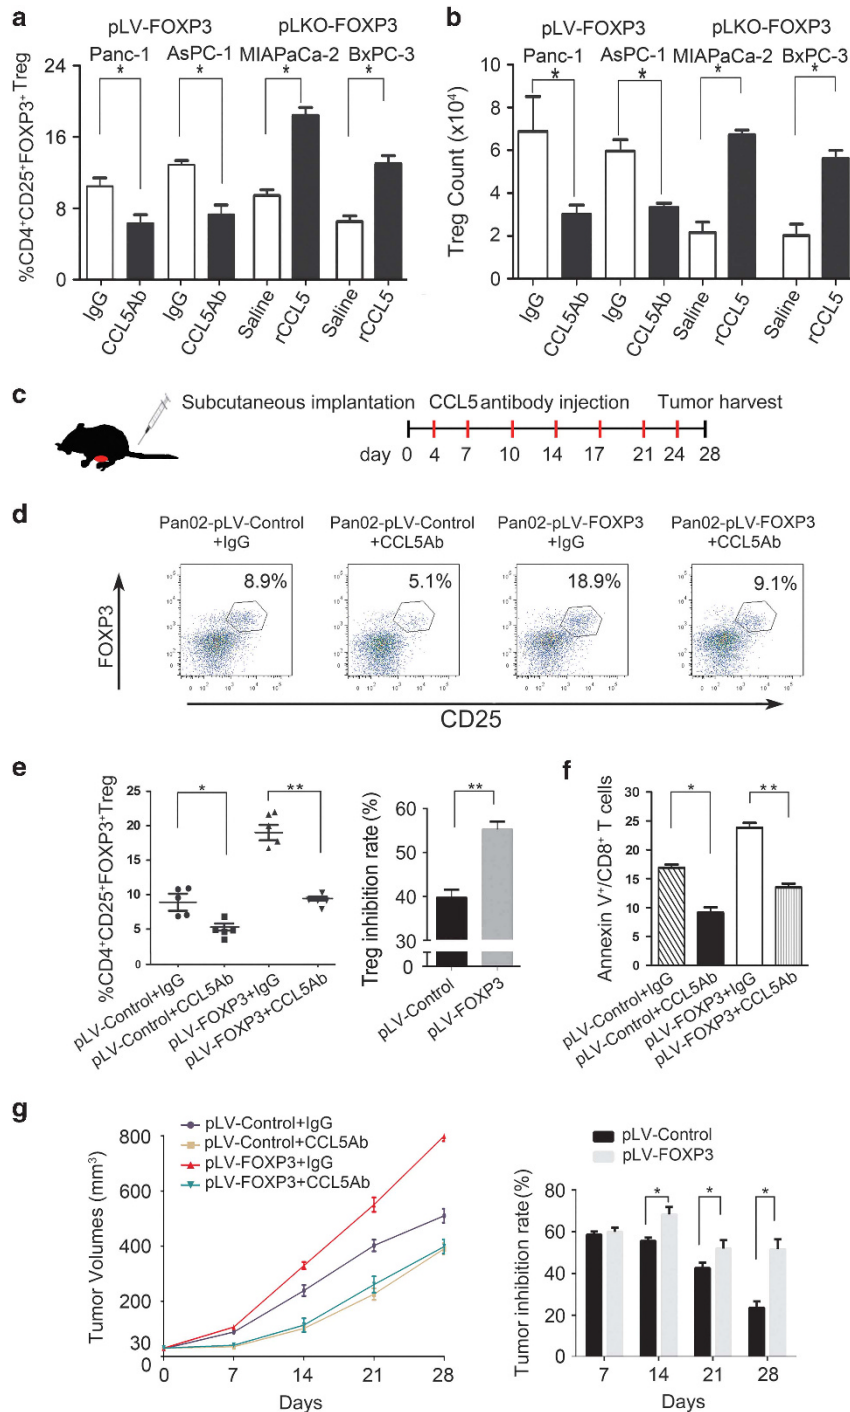 a
pLV-FOXP3 pLKO-FOXP3
Panc-1 AsPC-1 MIAPaCa-2 BxPC-3
%CD4+CD25+FOXP3+Treg
24
16
8
0
* * * *
IgG CCL5Ab IgG CCL5Ab Saline rCCL5 Saline rCCL5
b
pLV-FOXP3 pLKO-FOXP3
Panc-1 AsPC-1 MIAPaCa-2 BxPC-3
Treg Count (x10⁴)
10
8
6
4
2
0
* * * *
IgG CCL5Ab IgG CCL5Ab Saline rCCL5 Saline rCCL5
c
Subcutaneous implantation CCL5 antibody injection Tumor harvest
day 0 4 7 10 14 17 21 24 28
d
Pan02-pLV-Control Pan02-pLV-Control Pan02-pLV-FOXP3 Pan02-pLV-FOXP3
+IgG +CCL5Ab +IgG +CCL5Ab
8.9% 5.1% 18.9% 9.1%
FOXP3
CD25
e
%CD4+CD25+FOXP3+Treg
25
20
15
10
5
0
* **
pLV-Control+IgG
pLV-Control+CCL5Ab
pLV-FOXP3+IgG
pLV-FOXP3+CCL5Ab
Treg inhibition rate (%)
60
50
40
30
0
**
pLV-Control
pLV-FOXP3
f
Annexin V+/CD8+ T cells
30
25
20
15
10
5
0
* **
pLV-Control+IgG
pLV-Control+CCL5Ab
pLV-FOXP3+IgG
pLV-FOXP3+CCL5Ab
g
pLV-Control+IgG
pLV-Control+CCL5Ab
pLV-FOXP3+IgG
pLV-FOXP3+CCL5Ab
Tumor Volumes (mm³)
800
600
400
200
30
0
0 7 14 21 28
Days
pLV-Control
pLV-FOXP3
Tumor inhibition rate (%)
80
60
40
20
0
* * *
7 14 21 28
Days